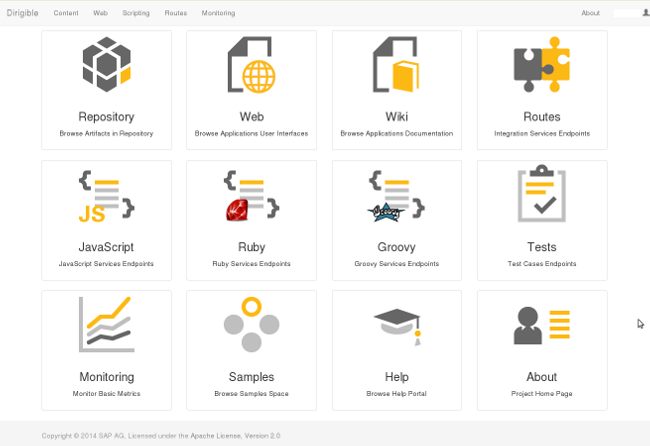 Dirigible Content Web Scripting Routes Monitoring About
Repository Web Wiki Routes
Browse Artifacts in Repository Browse Applications User Interfaces Browse Applications Documentation Integration Services Endpoints
JS
JavaScript Ruby Groovy Tests
JavaScript Services Endpoints Ruby Services Endpoints Groovy Services Endpoints Test Cases Endpoints
Monitoring Samples Help About
Monitor Basic Metrics Browse Samples Space Browse Help Portal Project Home Page
Copyright © 2014 SAP AG, Licensed under the Apache License, Version 2.0